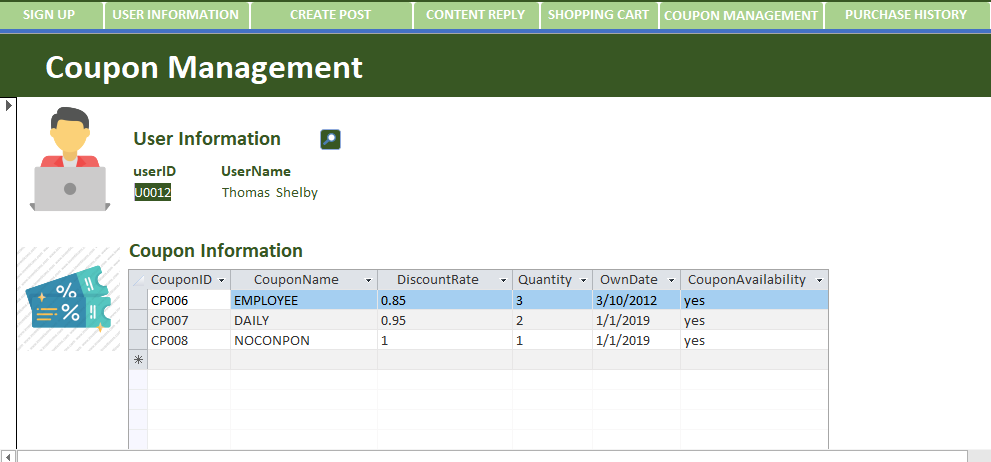 SIGN UP USER INFORMATION CREATE POST CONTENT REPLY SHOPPING CART COUPON MANAGEMENT PURCHASE HISTORY
Coupon Management
User Information
userID UserName
U0012 Thomas Shelby
Coupon Information
CouponID CouponName DiscountRate Quantity OwnDate CouponAvailability
CP006 EMPLOYEE 0.85 3 3/10/2012 yes
CP007 DAILY 0.95 2 1/1/2019 yes
CP008 NOCONPON 1 1 1/1/2019 yes